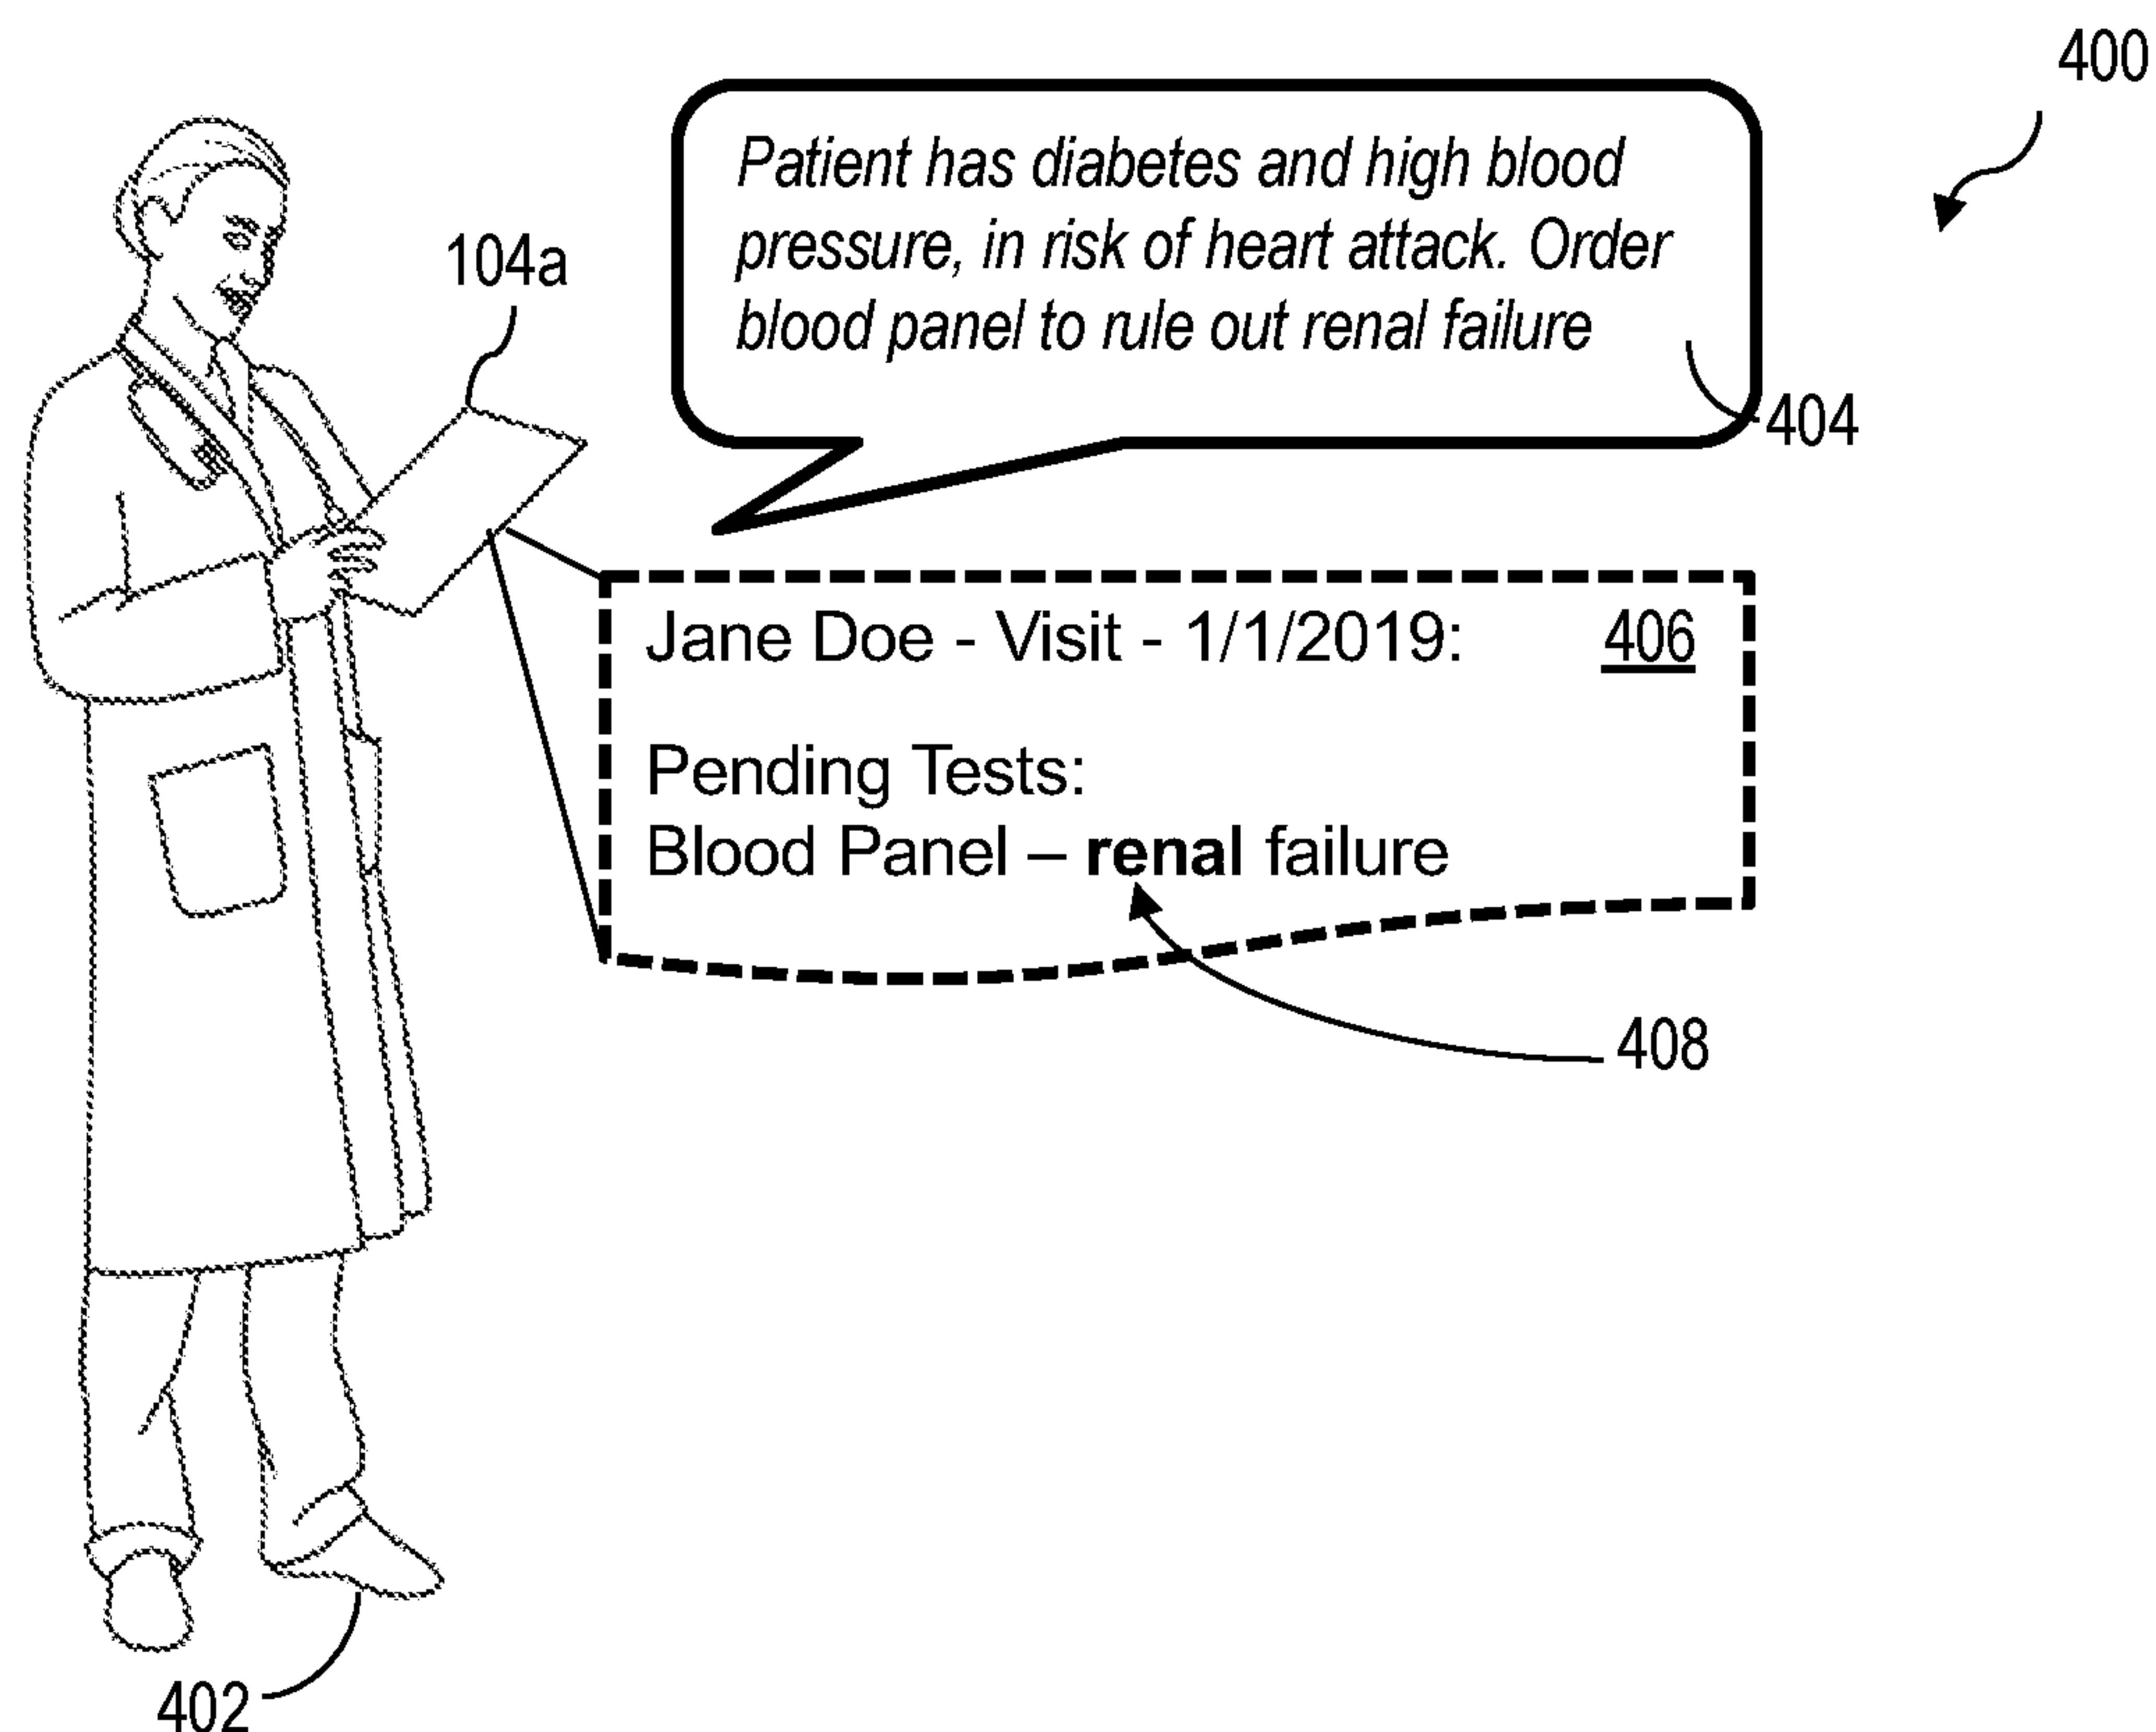 400
Patient has diabetes and high blood
pressure, in risk of heart attack. Order
blood panel to rule out renal failure
104a
404
Jane Doe - Visit - 1/1/2019:
406
Pending Tests:
Blood Panel – renal failure
408
402